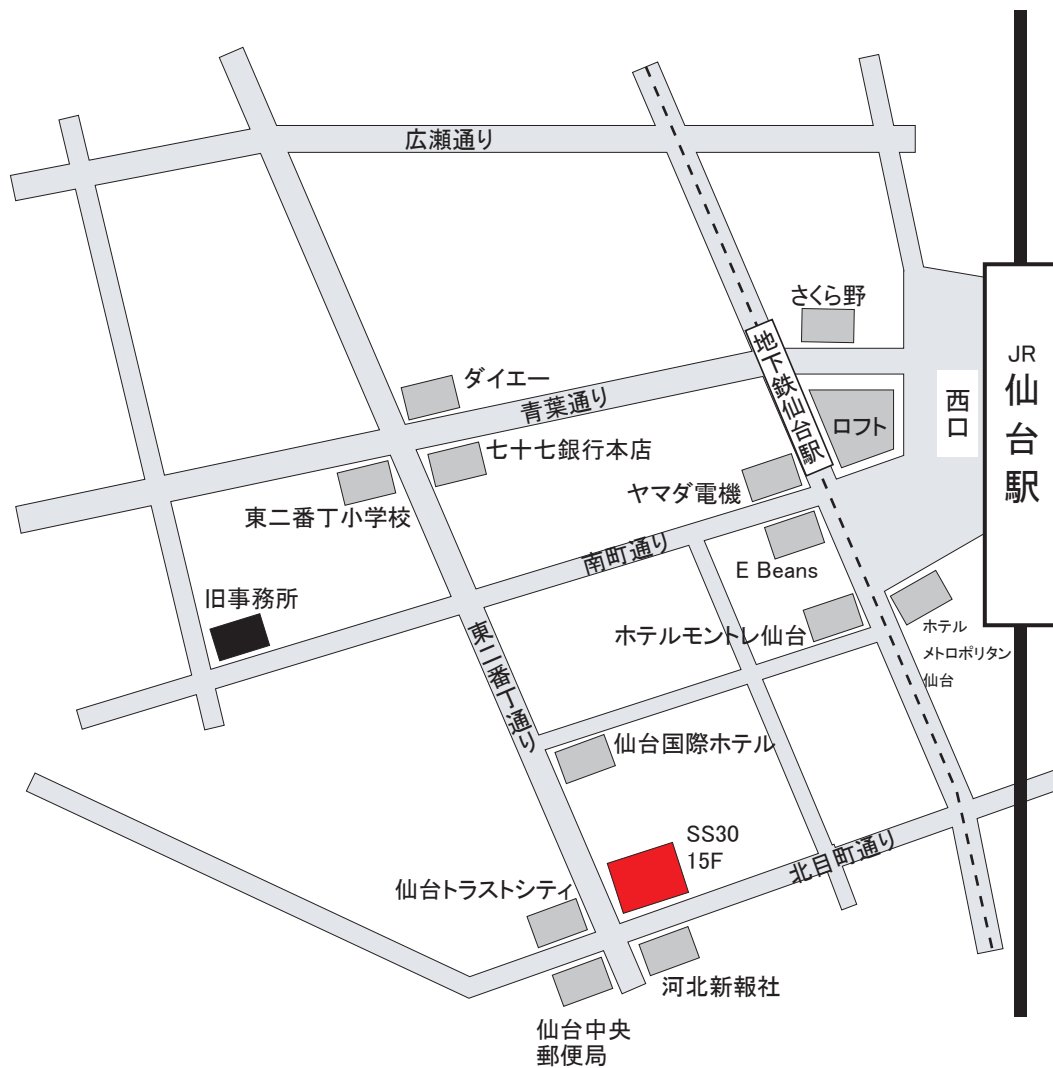 広瀬通り
さくら野
JR
仙台駅
西口
地下鉄仙台駅
ダイエー
青葉通り
ロフト
七十七銀行本店
ヤマダ電機
東二番丁小学校
南町通り
E Beans
旧事務所
ホテルモントレ仙台
ホテル
メトロポリタン
仙台
東二番丁通り
仙台国際ホテル
SS30
15F
北目町通り
仙台トラストシティ
河北新報社
仙台中央
郵便局